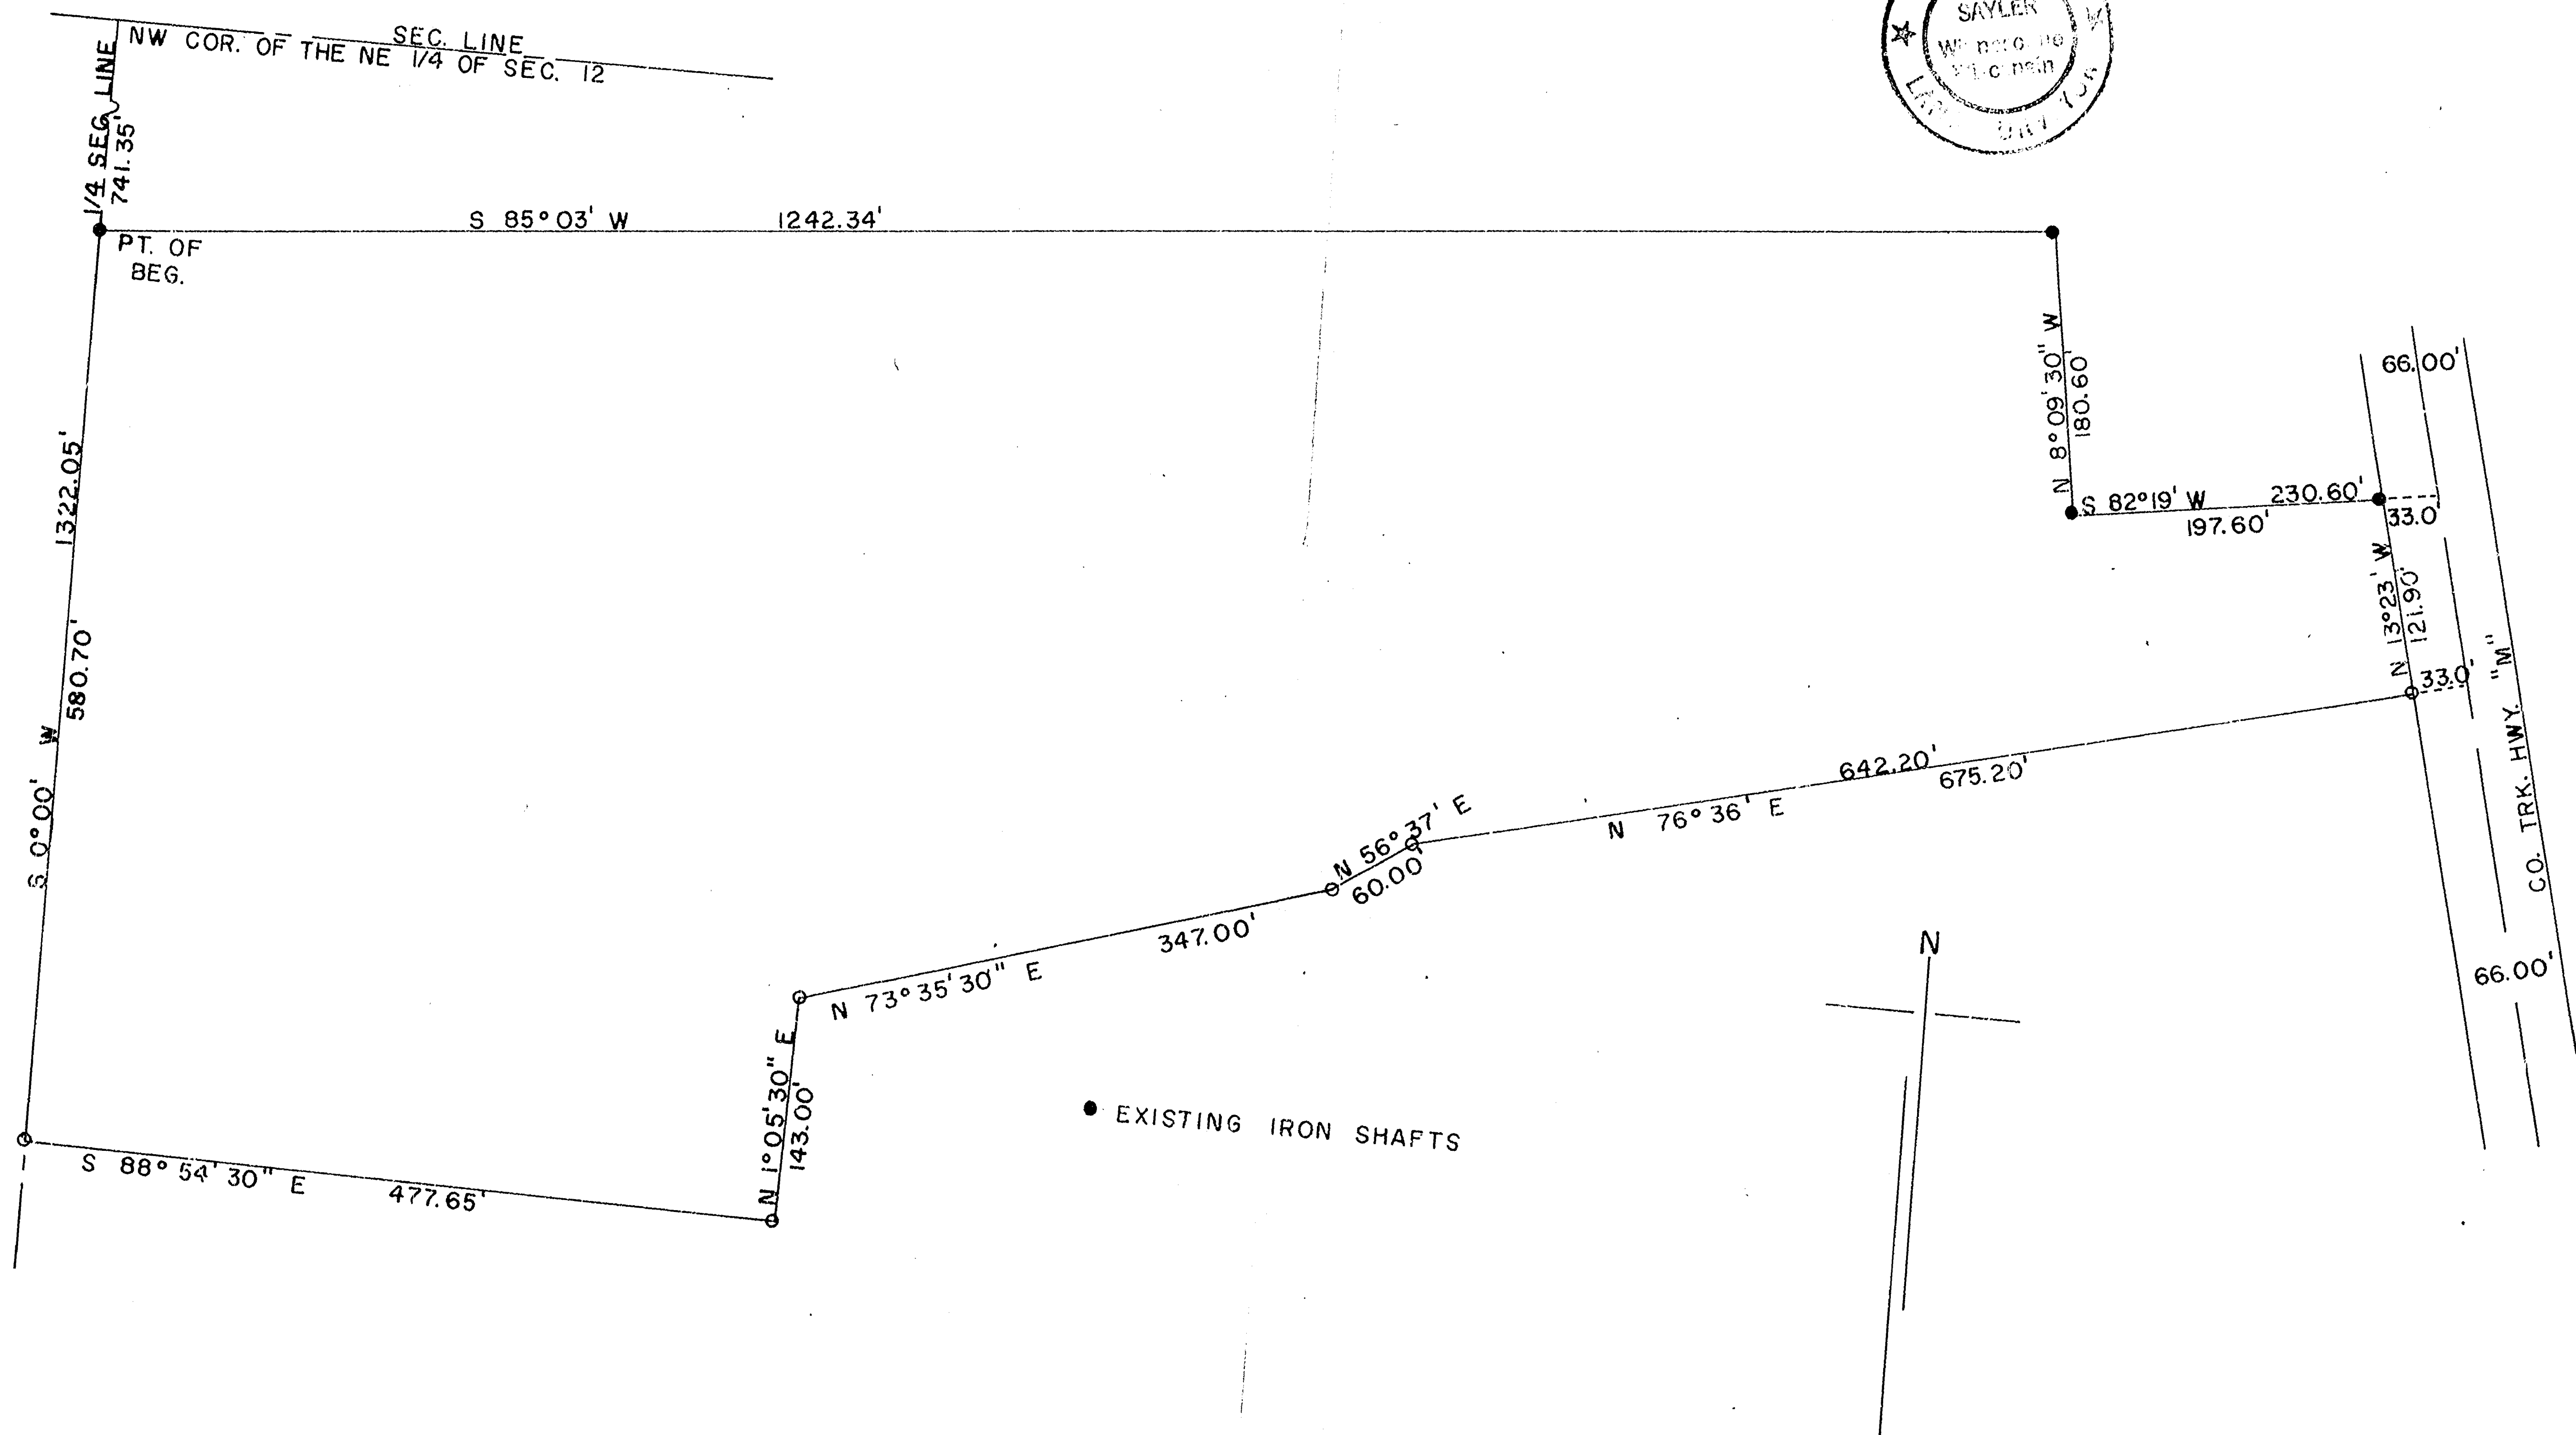 SAYLER
SEC. LINE
NW COR. OF THE NE 1/4 OF SEC. 12
1/4 SEC. LINE
741.35'
S 85°03' W 1242.34'
PT. OF
BEG.
N 8°09'30" W
180.60'
66.00'
S 82°19' W 230.60'
197.60'
33.0'
N 13°23' W
121.90'
33.0'
1322.05'
580.70'
S 0°00' W
CO. TRK. HWY. "M"
642.20'
675.20'
N 76°36' E
N 56°37' E
60.00'
347.00'
N 73°35'30" E
N 1°05'30" E
143.00'
S 88°54'30" E 477.65'
EXISTING IRON SHAFTS
N
66.00'